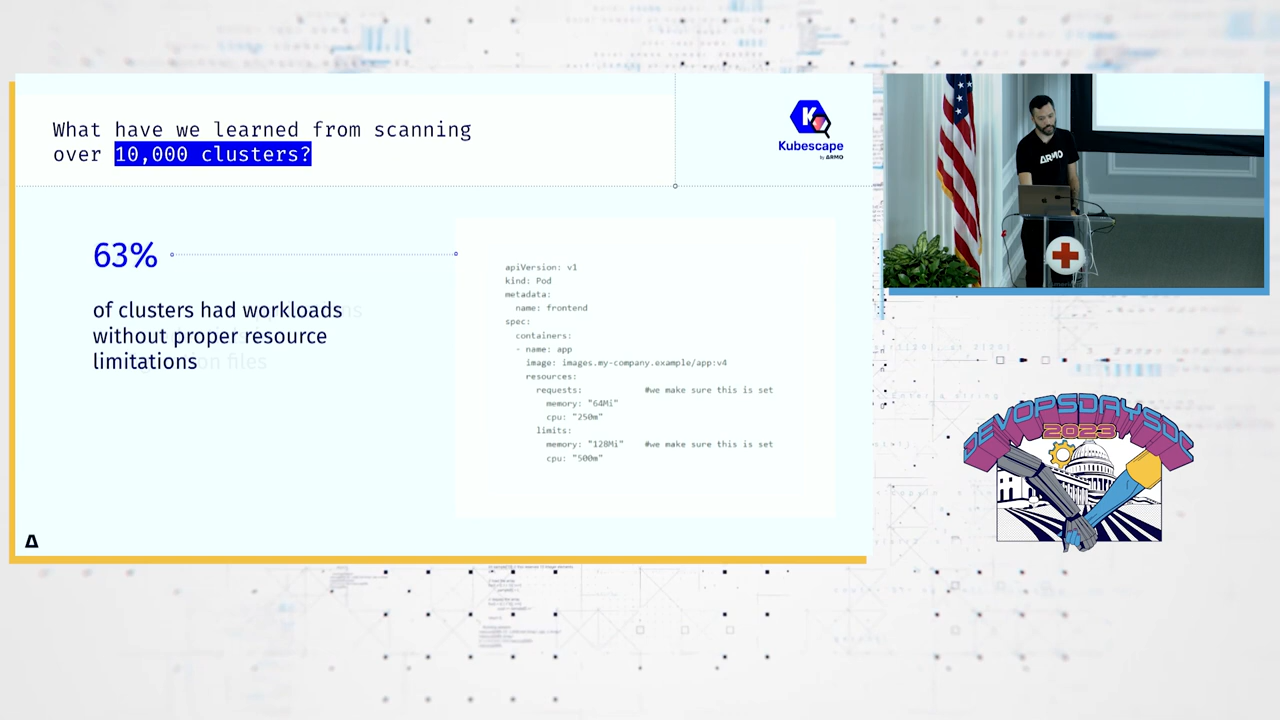 What have we learned from scanning
over 10,000 clusters?
Kubescape
by ARMO
63%
of clusters had workloads
without proper resource
limitations
apiVersion: v1
kind: Pod
metadata:
  name: frontend
spec:
  containers:
  - name: app
    image: images.my-company.example/app:v4
    resources:
      requests: #we make sure this is set
        memory: "64Mi"
        cpu: "250m"
      limits:
        memory: "128Mi" #we make sure this is set
        cpu: "500m"
ARMO
DEVOPSDAYSDC
2023